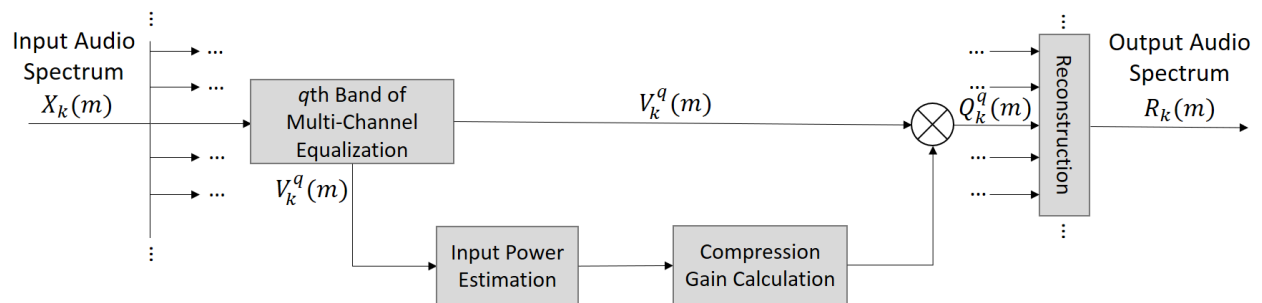 Input Audio
Spectrum
X_k(m)
⋮
...
...
...
...
⋮
qth Band of
Multi-Channel
Equalization
V_k^q(m)
V_k^q(m)
Input Power
Estimation
Compression
Gain Calculation
Q_k^q(m)
⋮
...
...
...
...
⋮
Reconstruction
Output Audio
Spectrum
R_k(m)